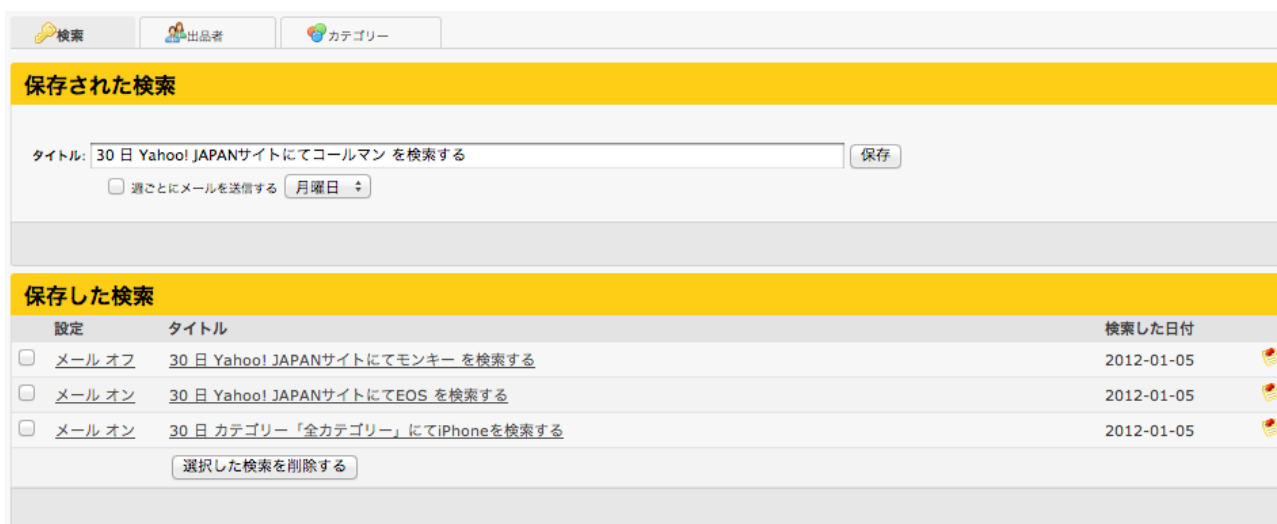 検索 出品者 カテゴリー
保存された検索
タイトル: 30 日 Yahoo! JAPANサイトにてコールマン を検索する 保存
週ごとにメールを送信する 月曜日
保存した検索
設定 タイトル 検索した日付
メール オフ 30 日 Yahoo! JAPANサイトにてモンキー を検索する 2012-01-05
メール オン 30 日 Yahoo! JAPANサイトにてEOS を検索する 2012-01-05
メール オン 30 日 カテゴリー「全カテゴリー」にてiPhoneを検索する 2012-01-05
選択した検索を削除する